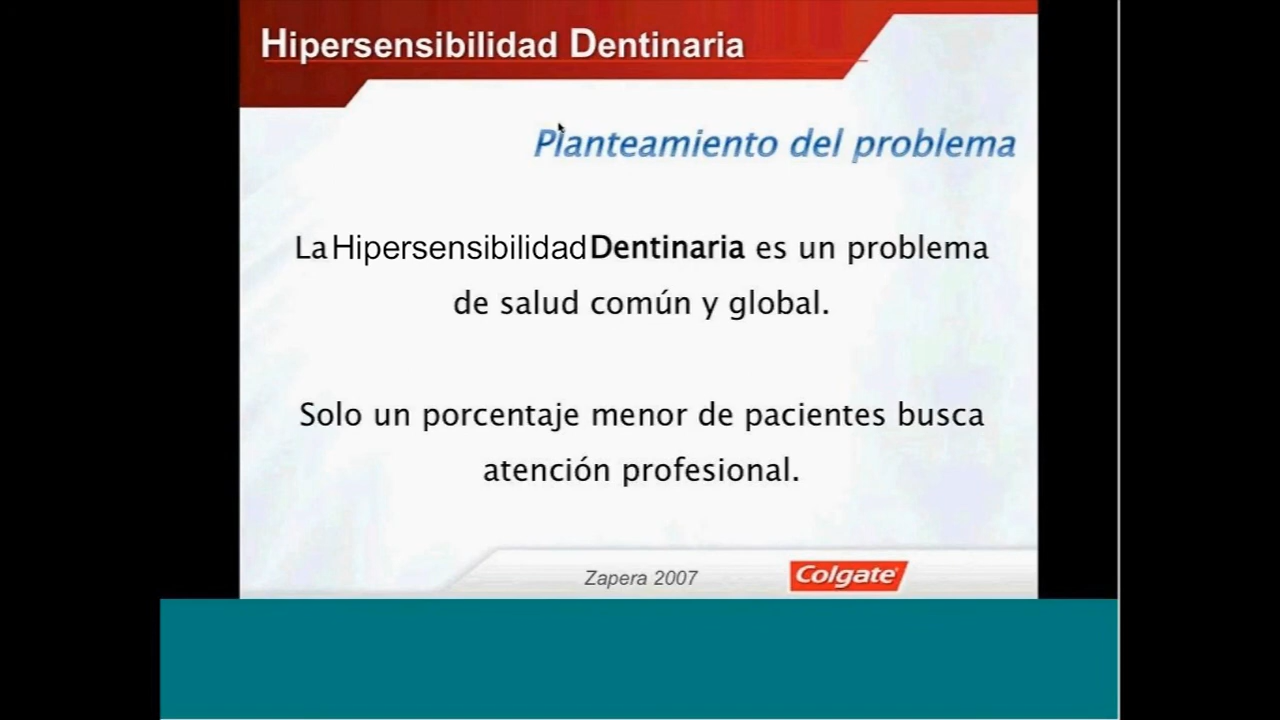 Hipersensibilidad Dentinaria
Planteamiento del problema
La Hipersensibilidad Dentinaria es un problema
de salud común y global.
Solo un porcentaje menor de pacientes busca
atención profesional.
Zapera 2007
Colgate